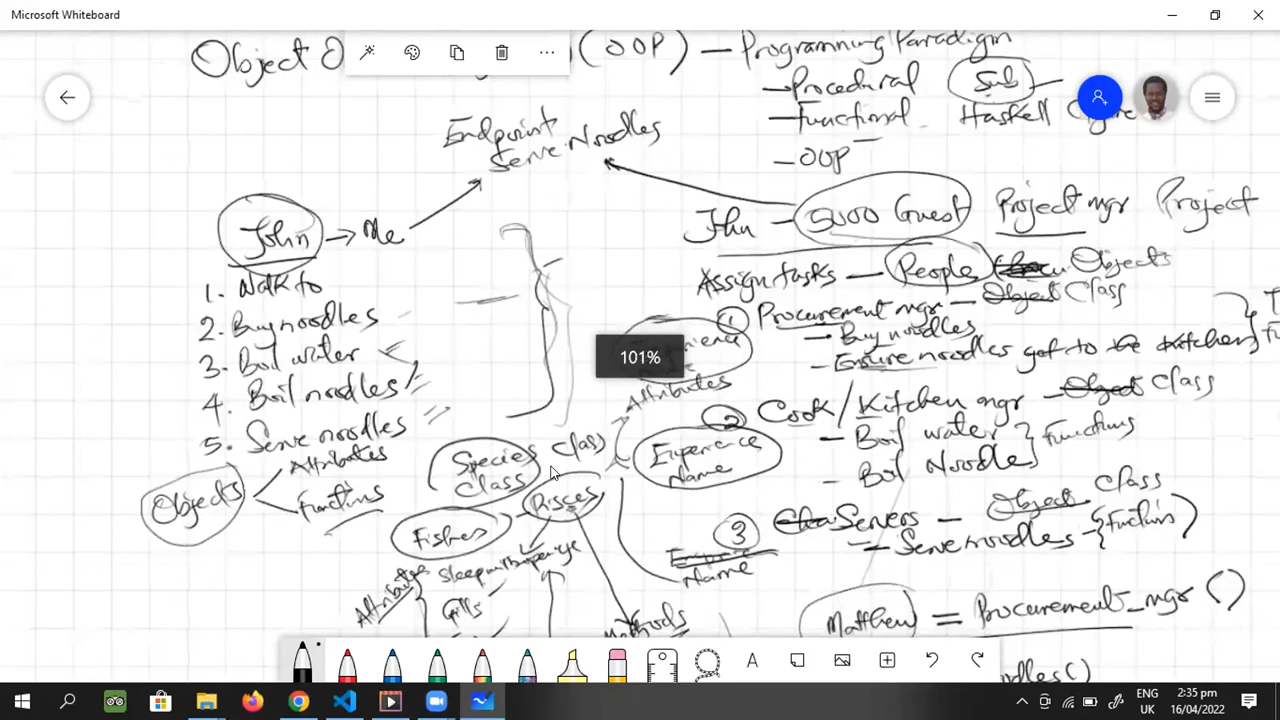 Microsoft Whiteboard
Object O (OOP) — Programming Paradigm
- Procedural Sub -
- Functional - Haskell
- OOP
Endpoint
Serve Noodles
John → Me
1. Walk to
2. Buy noodles
3. Boil water
4. Boil noodles
5. Serve noodles
John - 5000 Guest Project mgr Project
Assign tasks — People Objects
1 Procurement mgr - Object Class
- Buy noodles
- Ensure noodles get to the Kitchen
101%
Attributes
2 Cook/Kitchen mgr - Object Class
- Boil water } Functions
- Boil Noodles
Experience
Name
3 Servers - Object Class
- Serve noodles - { Function
Name
Objects
Attributes
Functions
Species Class
Class
Fishes - Pisces
Attributes
Gills
Methods
Matthew = Procurement_mgr ()
noodles()
ENG
UK
2:35 pm
16/04/2022